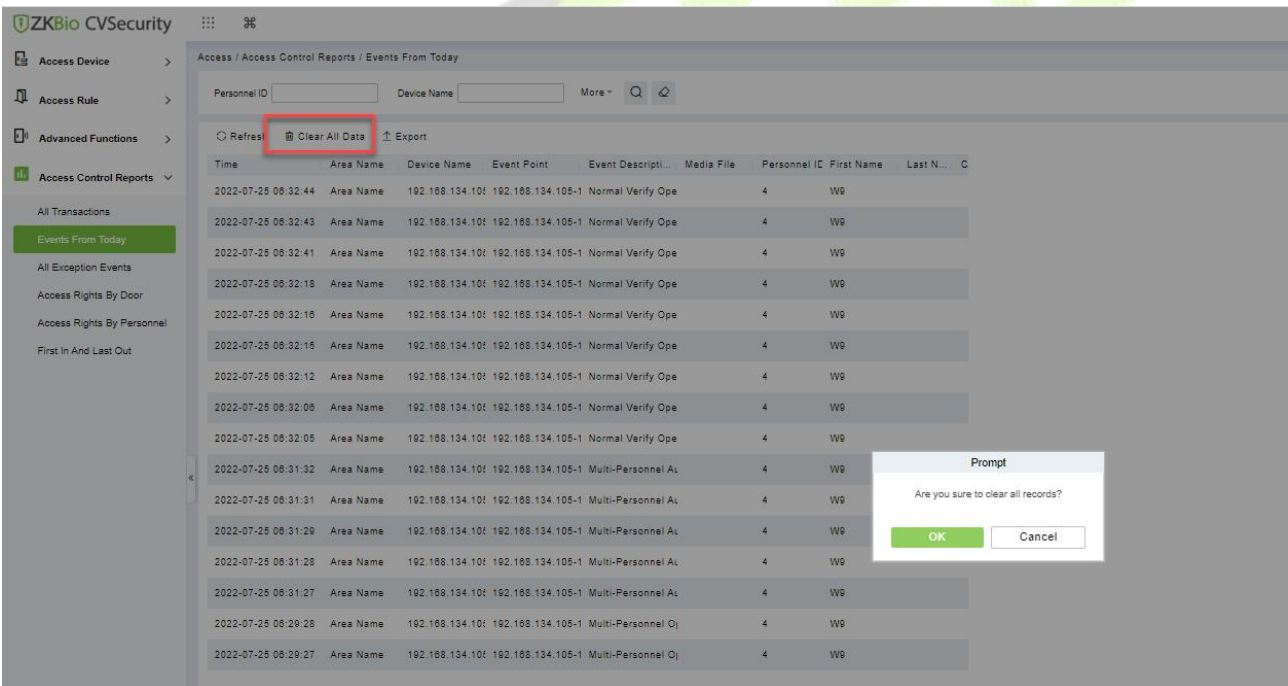 ZKBio CVSecurity
Access Device
Access Rule
Advanced Functions
Access Control Reports
All Transactions
Events From Today
All Exception Events
Access Rights By Door
Access Rights By Personnel
First In And Last Out
Access / Access Control Reports / Events From Today
Personnel ID Device Name More
Refresh Clear All Data Export
Time Area Name Device Name Event Point Event Descripti... Media File Personnel ID First Name Last N... C
2022-07-25 06:32:44 Area Name 192.168.134.105 192.168.134.105-1 Normal Verify Ope 4 W9
2022-07-25 06:32:43 Area Name 192.168.134.105 192.168.134.105-1 Normal Verify Ope 4 W9
2022-07-25 06:32:41 Area Name 192.168.134.105 192.168.134.105-1 Normal Verify Ope 4 W9
2022-07-25 06:32:18 Area Name 192.168.134.105 192.168.134.105-1 Normal Verify Ope 4 W9
2022-07-25 06:32:16 Area Name 192.168.134.105 192.168.134.105-1 Normal Verify Ope 4 W9
2022-07-25 06:32:15 Area Name 192.168.134.105 192.168.134.105-1 Normal Verify Ope 4 W9
2022-07-25 06:32:12 Area Name 192.168.134.105 192.168.134.105-1 Normal Verify Ope 4 W9
2022-07-25 06:32:06 Area Name 192.168.134.105 192.168.134.105-1 Normal Verify Ope 4 W9
2022-07-25 06:32:05 Area Name 192.168.134.105 192.168.134.105-1 Normal Verify Ope 4 W9
2022-07-25 06:31:32 Area Name 192.168.134.105 192.168.134.105-1 Multi-Personnel Au 4 W9
2022-07-25 06:31:31 Area Name 192.168.134.105 192.168.134.105-1 Multi-Personnel Au 4 W9
2022-07-25 06:31:29 Area Name 192.168.134.105 192.168.134.105-1 Multi-Personnel Au 4 W9
2022-07-25 06:31:28 Area Name 192.168.134.105 192.168.134.105-1 Multi-Personnel Au 4 W9
2022-07-25 06:31:27 Area Name 192.168.134.105 192.168.134.105-1 Multi-Personnel Au 4 W9
2022-07-25 06:29:28 Area Name 192.168.134.105 192.168.134.105-1 Multi-Personnel Op 4 W9
2022-07-25 06:29:27 Area Name 192.168.134.105 192.168.134.105-1 Multi-Personnel Op 4 W9
Prompt
Are you sure to clear all records?
OK Cancel